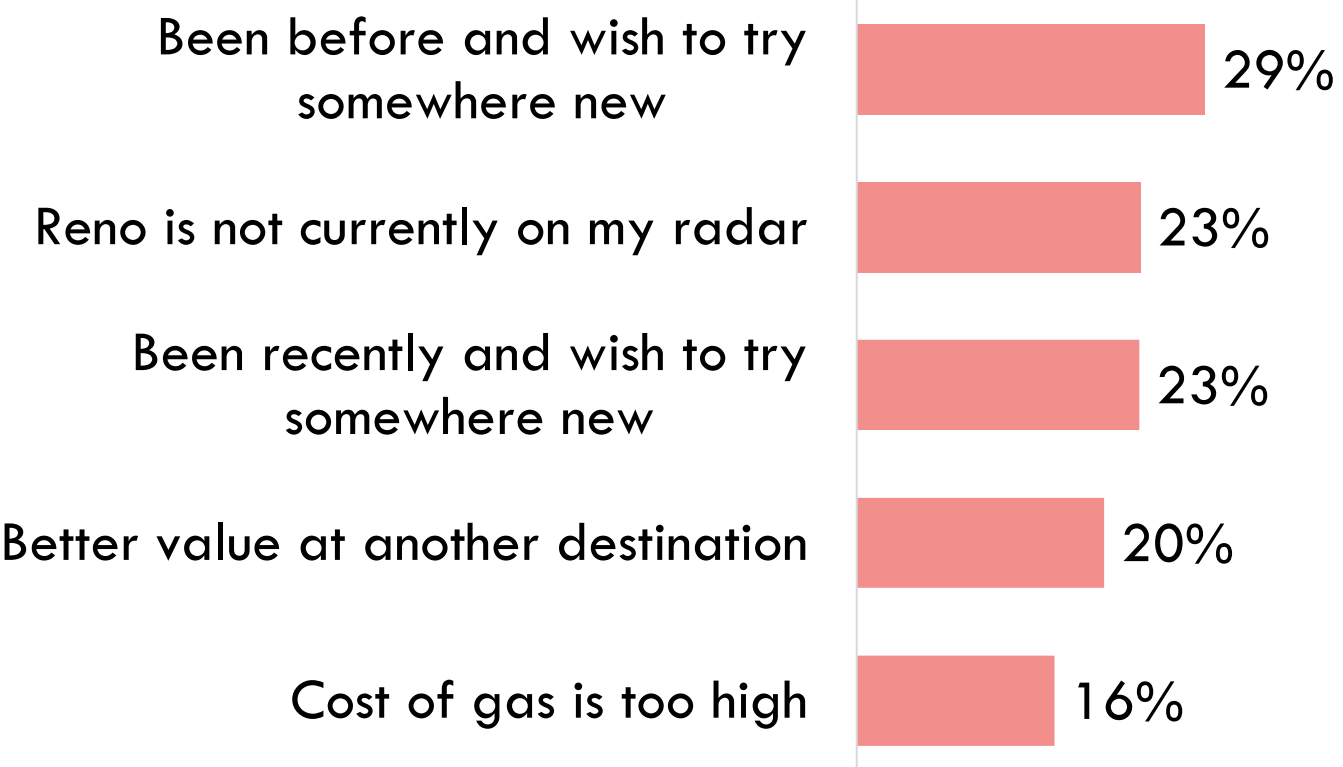 Been before and wish to try
somewhere new
29%
Reno is not currently on my radar
23%
Been recently and wish to try
somewhere new
23%
Better value at another destination
20%
Cost of gas is too high
16%